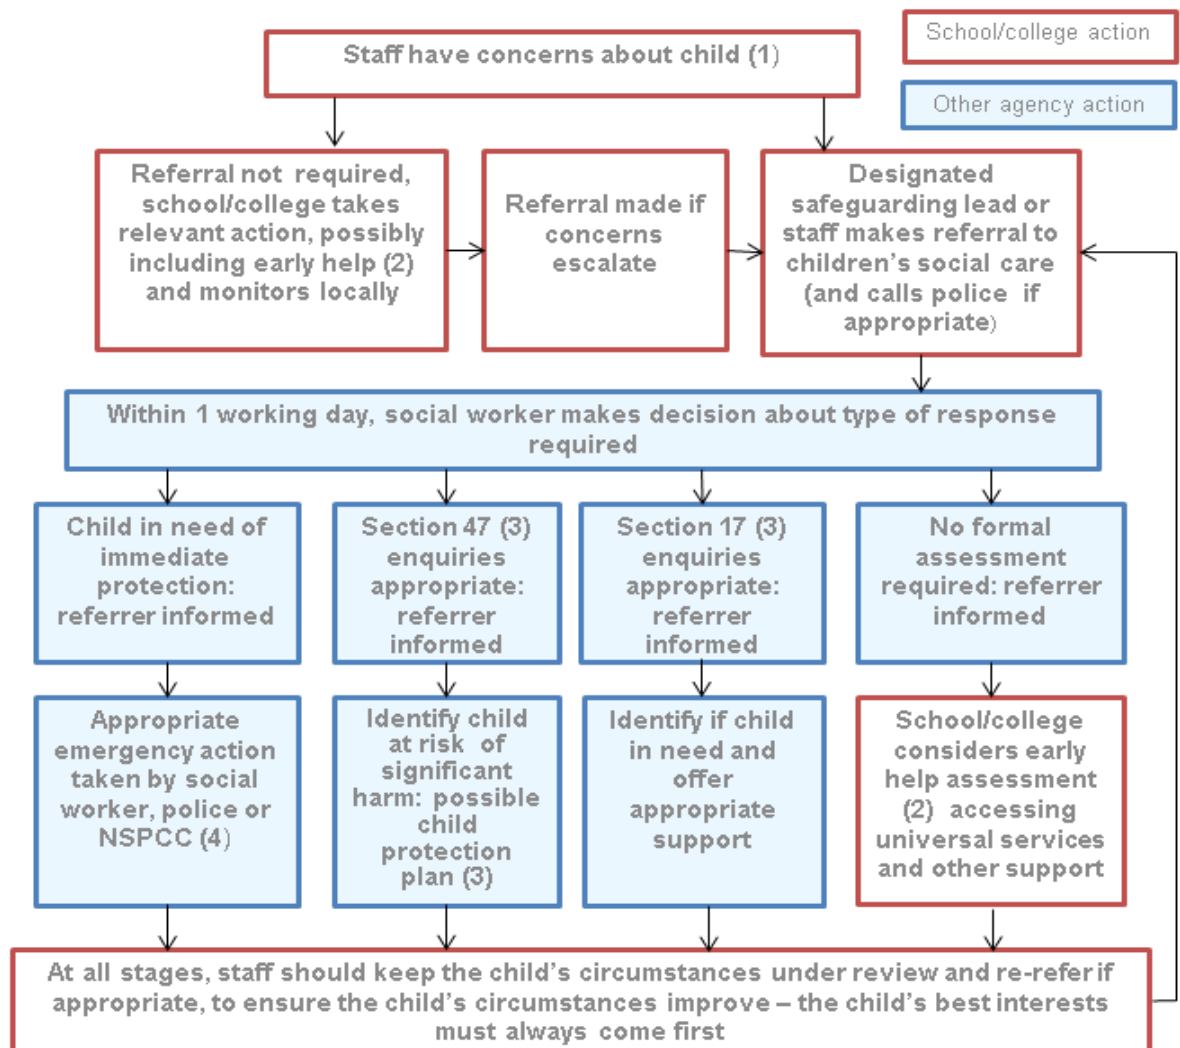 School/college action
Staff have concerns about child (1)
Other agency action
Referral not required,
school/college takes
relevant action, possibly
including early help (2)
and monitors locally
Referral made if
concerns
escalate
Designated
safeguarding lead or
staff makes referral to
children's social care
(and calls police if
appropriate)
Within 1 working day, social worker makes decision about type of response
required
Child in need of
immediate
protection:
referrer informed
Section 47 (3)
enquiries
appropriate:
referrer
informed
Section 17 (3)
enquiries
appropriate:
referrer
informed
No formal
assessment
required: referrer
informed
Appropriate
emergency action
taken by social
worker, police or
NSPCC (4)
Identify child
at risk of
significant
harm: possible
child
protection
plan (3)
Identify if child
in need and
offer
appropriate
support
School/college
considers early
help assessment
(2) accessing
universal services
and other support
At all stages, staff should keep the child's circumstances under review and re-refer if
appropriate, to ensure the child's circumstances improve – the child's best interests
must always come first